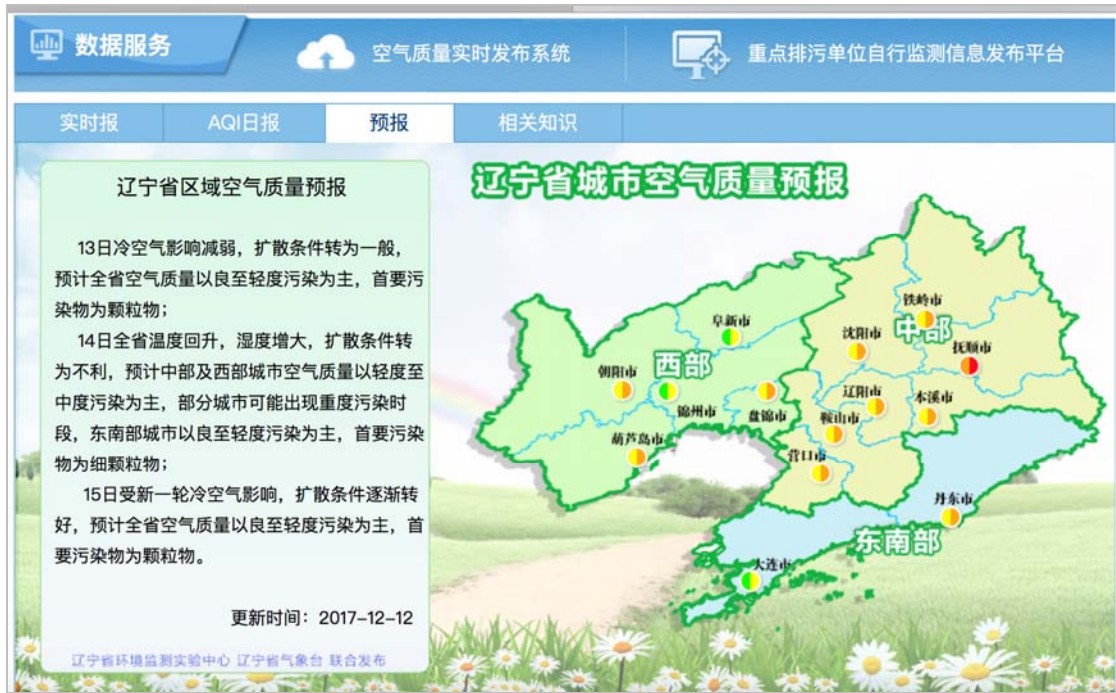 数据服务
空气质量实时发布系统
重点排污单位自行监测信息发布平台
实时报
AQI日报
预报
相关知识
辽宁省区域空气质量预报
13日冷空气影响减弱，扩散条件转为一般，
预计全省空气质量以良至轻度污染为主，首要污
染物为颗粒物；
14日全省温度回升，湿度增大，扩散条件转
为不利，预计中部及西部城市空气质量以轻度至
中度污染为主，部分城市可能出现重度污染时
段，东南部城市以良至轻度污染为主，首要污染
物为细颗粒物；
15日受新一轮冷空气影响，扩散条件逐渐转
好，预计全省空气质量以良至轻度污染为主，首
要污染物为颗粒物。
更新时间：2017-12-12
辽宁省环境监测实验中心 辽宁省气象台 联合发布
辽宁省城市空气质量预报
铁岭市
阜新市
沈阳市
中部
抚顺市
西部
朝阳市
辽阳市
本溪市
锦州市
盘锦市
鞍山市
葫芦岛市
营口市
丹东市
东南部
大连市